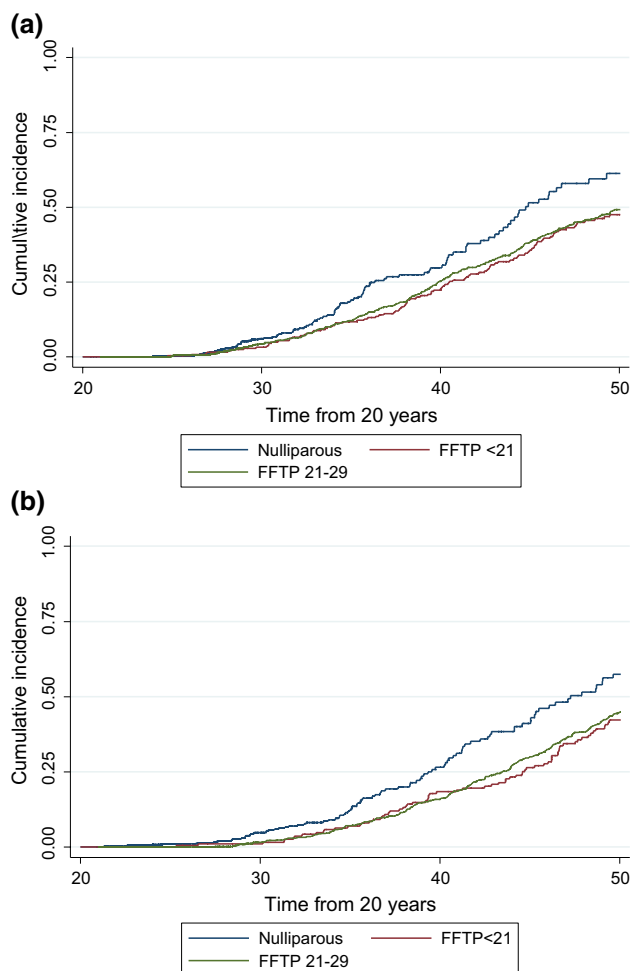 (a)
1.00
0.75
0.50
0.25
0.00
Cumul\tive incidence
20 30 40 50
Time from 20 years
Nulliparous FFTP <21
FFTP 21-29
(b)
1.00
0.75
0.50
0.25
0.00
Cumulative incidence
20 30 40 50
Time from 20 years
Nulliparous FFTP<21
FFTP 21-29